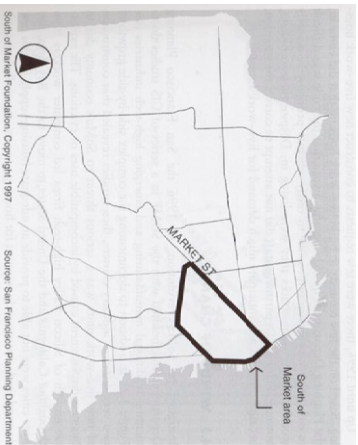 MARKET ST
South of
Market area
South of Market Foundation, Copyright 1997
Source: San Francisco Planning Department